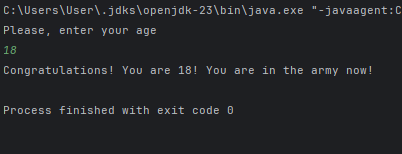 C:\Users\User\.jdks\openjdk-23\bin\java.exe "-javaagent:C
Please, enter your age
18
Congratulations! You are 18! You are in the army now!
Process finished with exit code 0